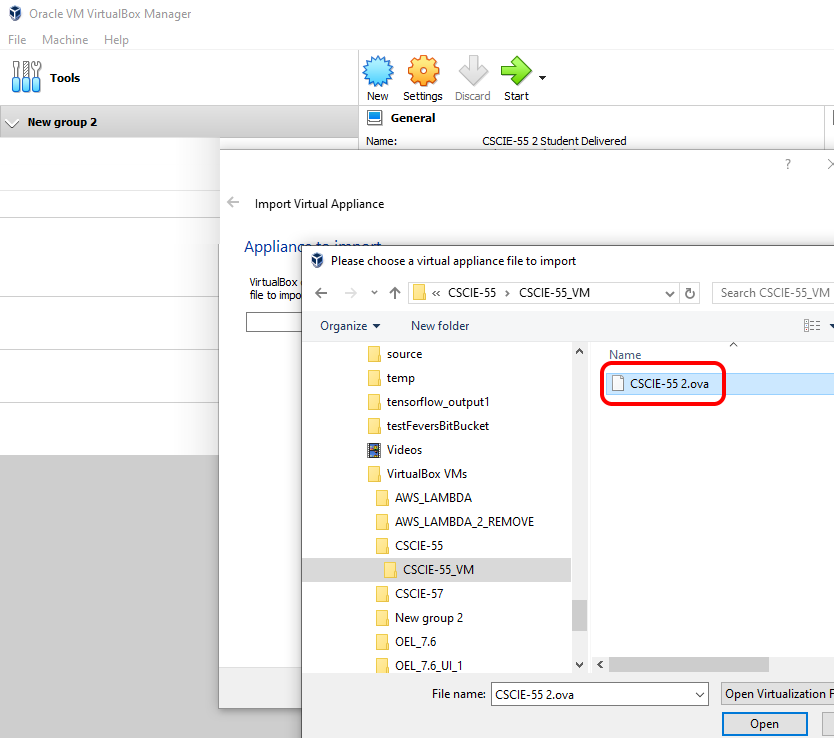 Oracle VM VirtualBox Manager
File Machine Help
Tools
New Settings Discard Start
New group 2
General
Name: CSCIE-55 2 Student Delivered
?
Import Virtual Appliance
Appliance to import
VirtualBox
file to impo
Please choose a virtual appliance file to import
« CSCIE-55 › CSCIE-55_VM
Search CSCIE-55_VM
Organize New folder
Name
source
temp
tensorflow_output1
testFeversBitBucket
Videos
VirtualBox VMs
AWS_LAMBDA
AWS_LAMBDA_2_REMOVE
CSCIE-55
CSCIE-55_VM
CSCIE-57
New group 2
OEL_7.6
OEL_7.6_UI_1
CSCIE-55 2.ova
File name: CSCIE-55 2.ova
Open Virtualization F
Open